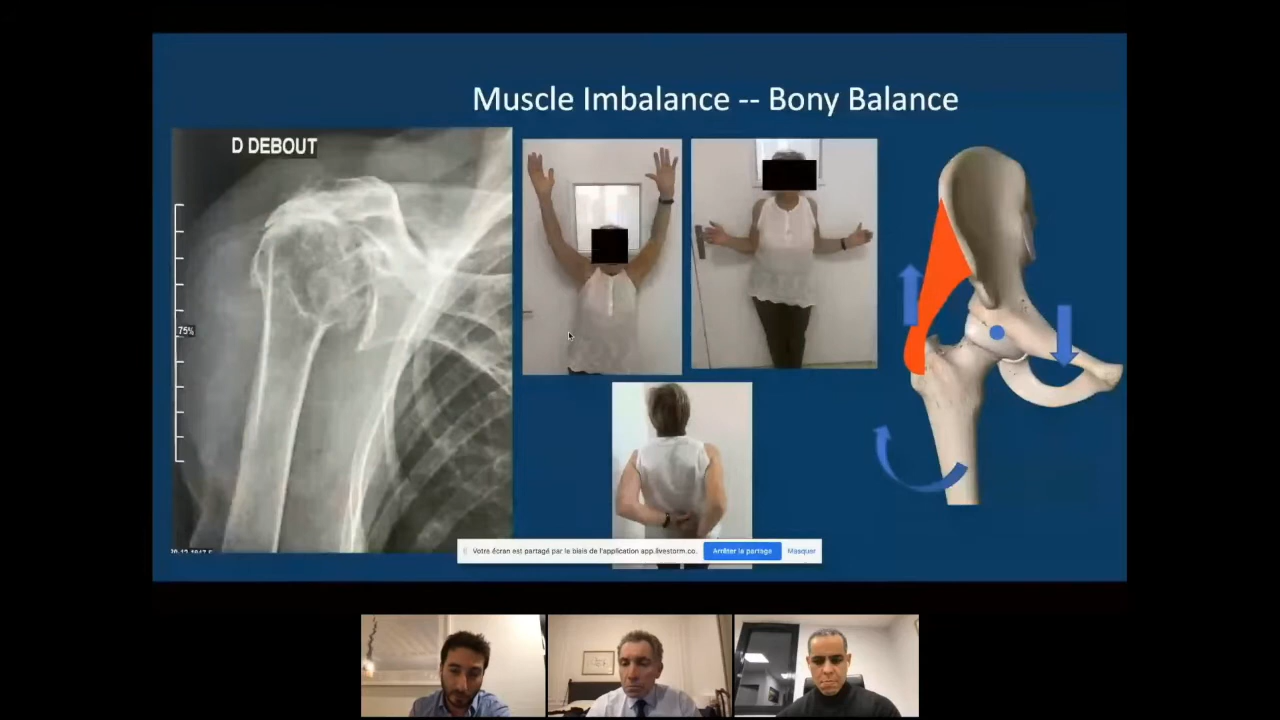 Muscle Imbalance -- Bony Balance
D DEBOUT
75%
Votre écran est partagé par le biais de l'application app.livestorm.co.
Arrêter le partage
Masquer